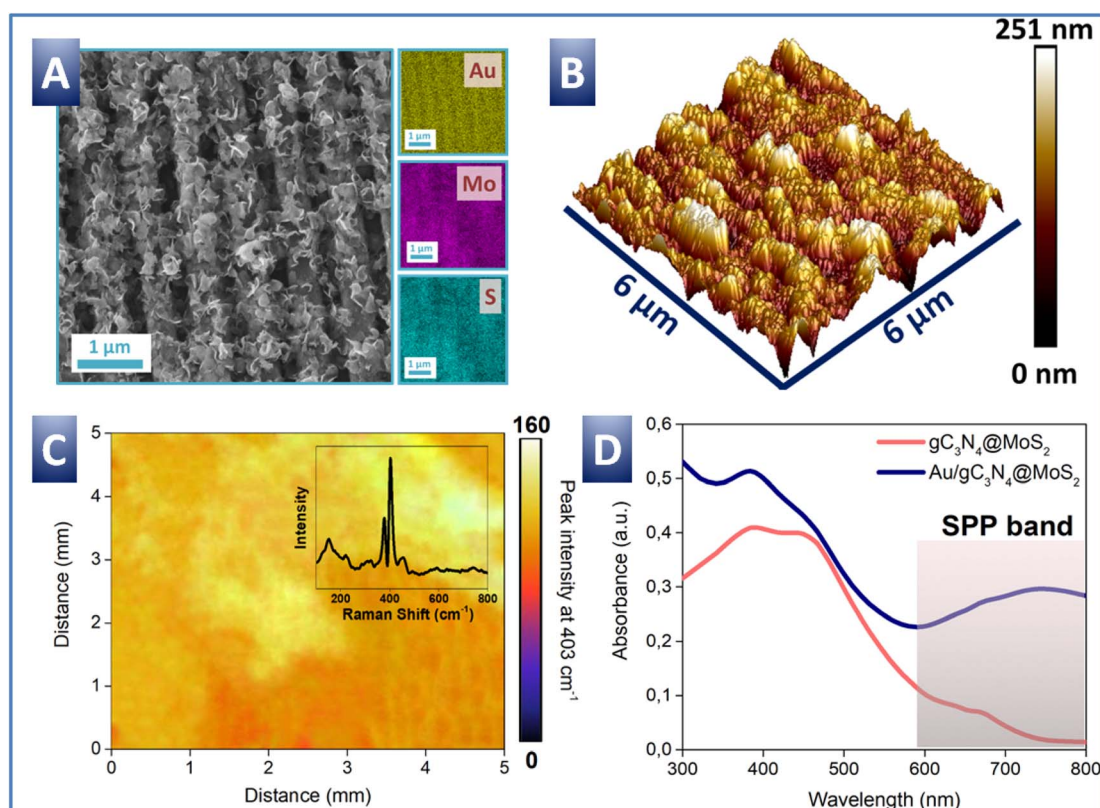 A
Au
1 µm
Mo
1 µm
S
1 µm
1 µm
B
251 nm
0 nm
6 µm
6 µm
C
160
0
Peak intensity at 403 cm⁻¹
5
4
3
2
1
0
Distance (mm)
0 1 2 3 4 5
Distance (mm)
Intensity
200 400 600 800
Raman Shift (cm⁻¹)
D
0,6
0,5
0,4
0,3
0,2
0,1
0,0
Absorbance (a.u.)
gC₃N₄@MoS₂
Au/gC₃N₄@MoS₂
SPP band
300 400 500 600 700 800
Wavelength (nm)